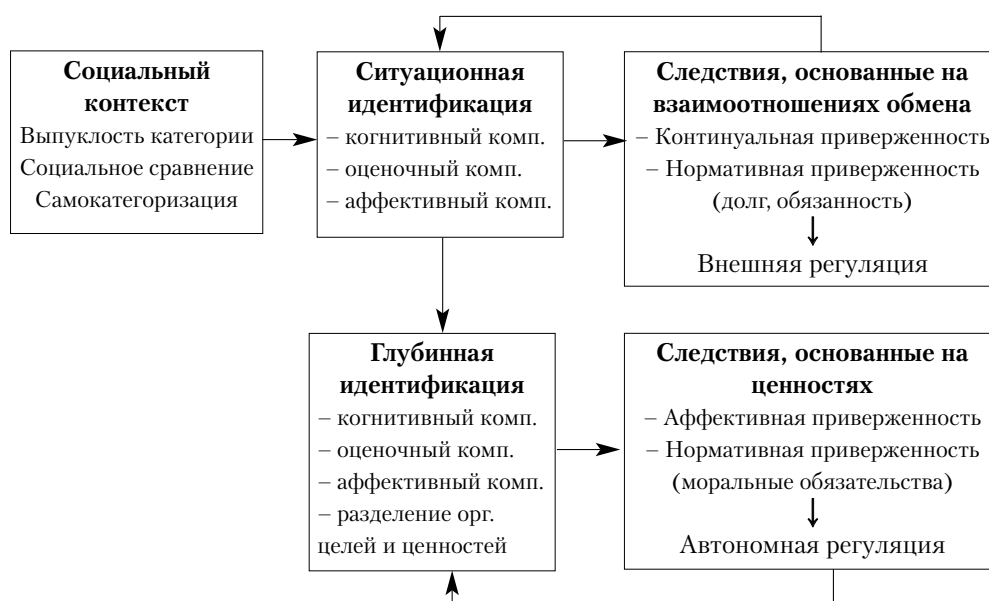 Социальный
контекст
Выпуклость категории
Социальное сравнение
Самокатегоризация
Ситуационная
идентификация
– когнитивный комп.
– оценочный комп.
– аффективный комп.
Следствия, основанные на
взаимоотношениях обмена
– Континуальная приверженность
– Нормативная приверженность
(долг, обязанность)
Внешняя регуляция
Глубинная
идентификация
– когнитивный комп.
– оценочный комп.
– аффективный комп.
– разделение орг.
целей и ценностей
Следствия, основанные на
ценностях
– Аффективная приверженность
– Нормативная приверженность
(моральные обязательства)
Автономная регуляция